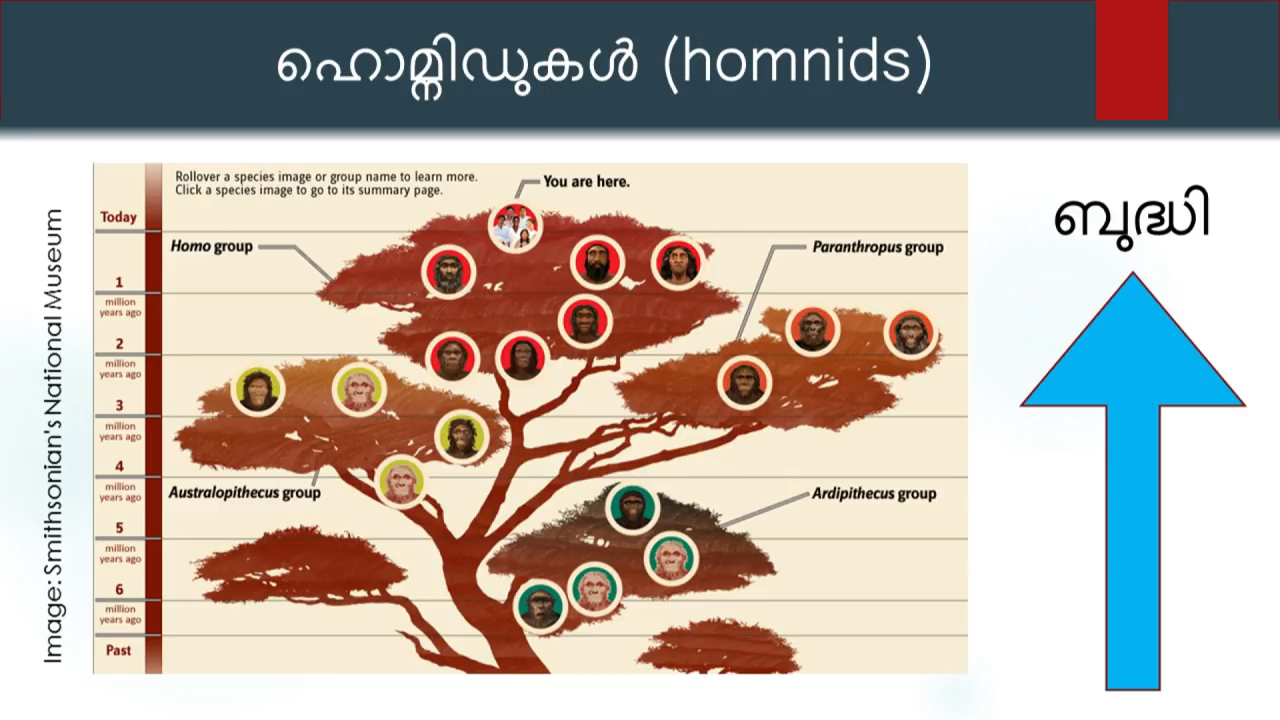 ഹൊമ്നിഡുകൾ (homnids)
Image: Smithsonian's National Museum
Rollover a species image or group name to learn more.
Click a species image to go to its summary page.
You are here.
Today
Homo group
Paranthropus group
1
million
years ago
2
million
years ago
3
million
years ago
4
million
years ago
Australopithecus group
Ardipithecus group
5
million
years ago
6
million
years ago
Past
ബുദ്ധി